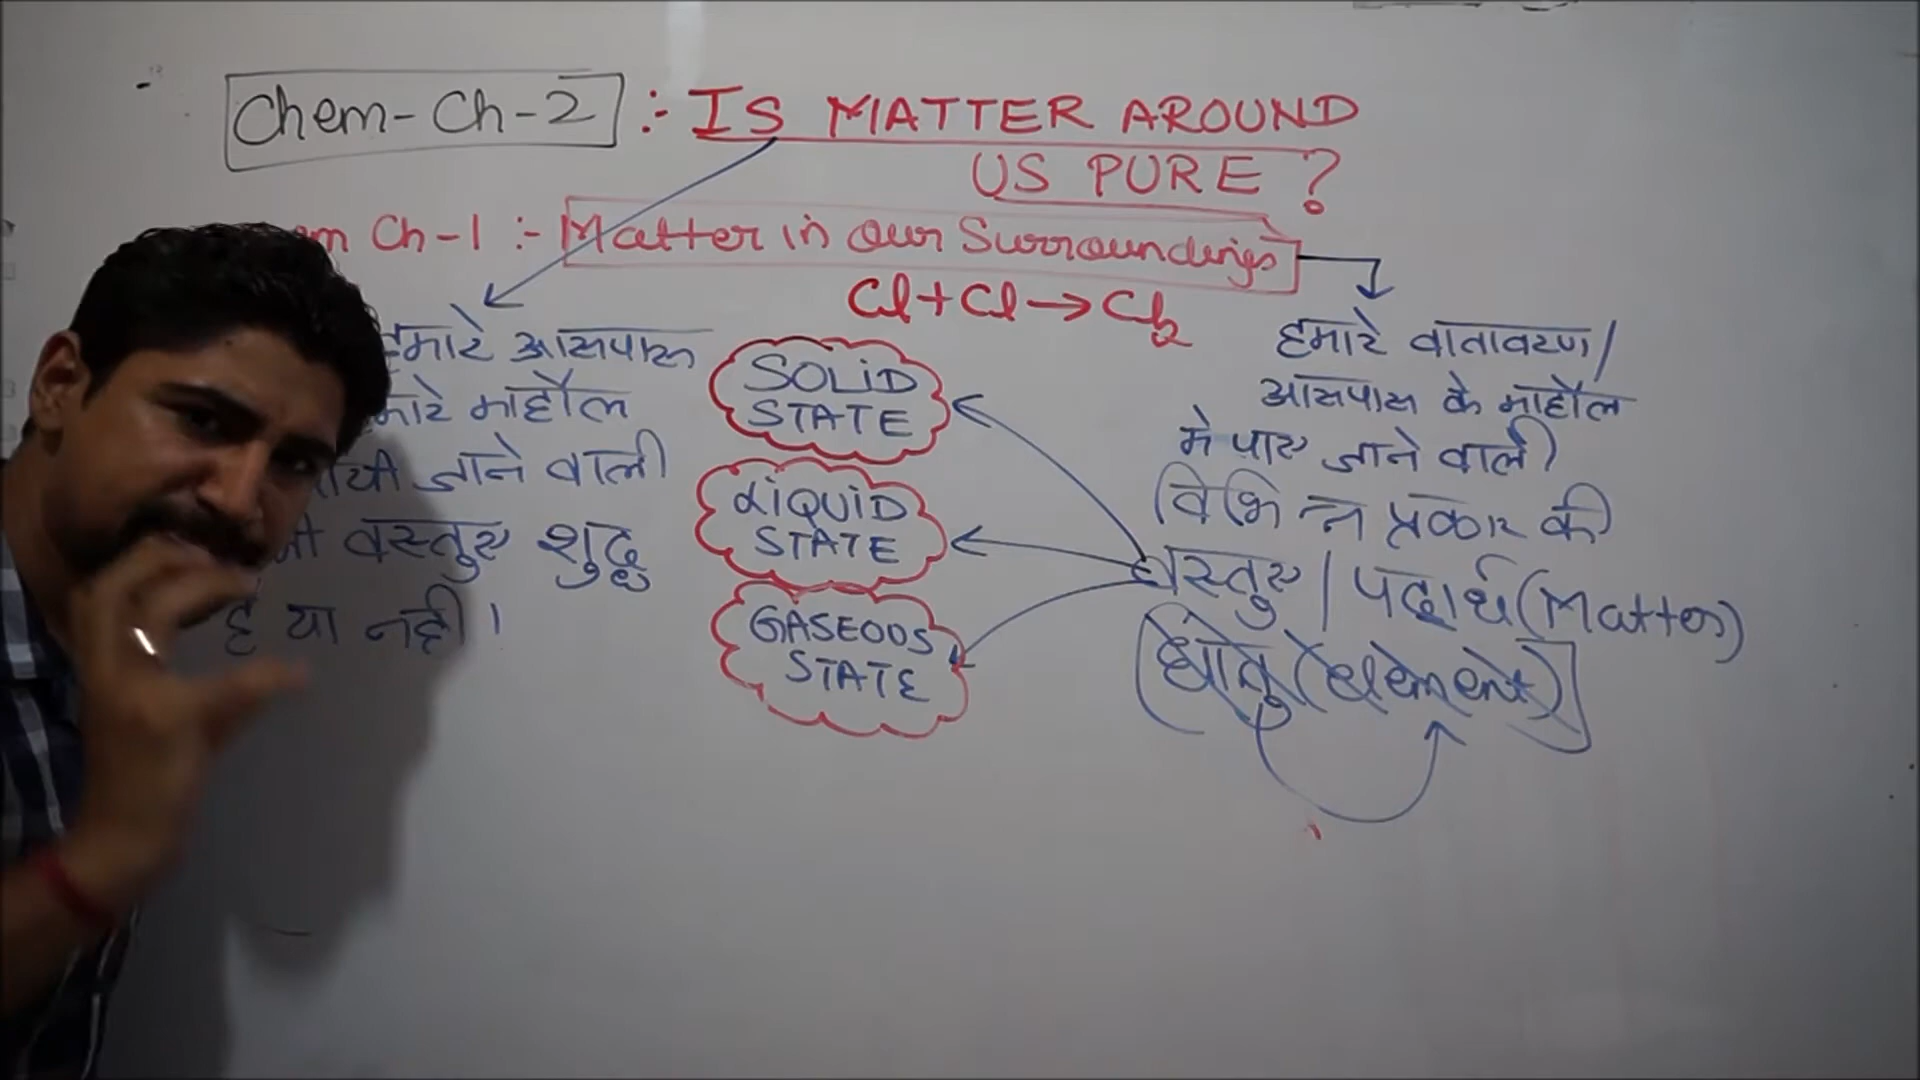 Chem-Ch-2 :- IS MATTER AROUND
US PURE ?
Ch-1 :- Matter in our Surroundings
Cl+Cl→Cl2
हमारे आसपास
माहौल
जाने वाली
वस्तुए शुद्ध
है या नही।
SOLiD
STATE
LiQUiD
STATE
GASEOUS
STATE
हमारे वातावरण/
आसपास के माहौल
मे पाए जाने वाली
विभिन्न प्रकार की
वस्तुए / पदार्थ (Matter)
(धातु (element)]